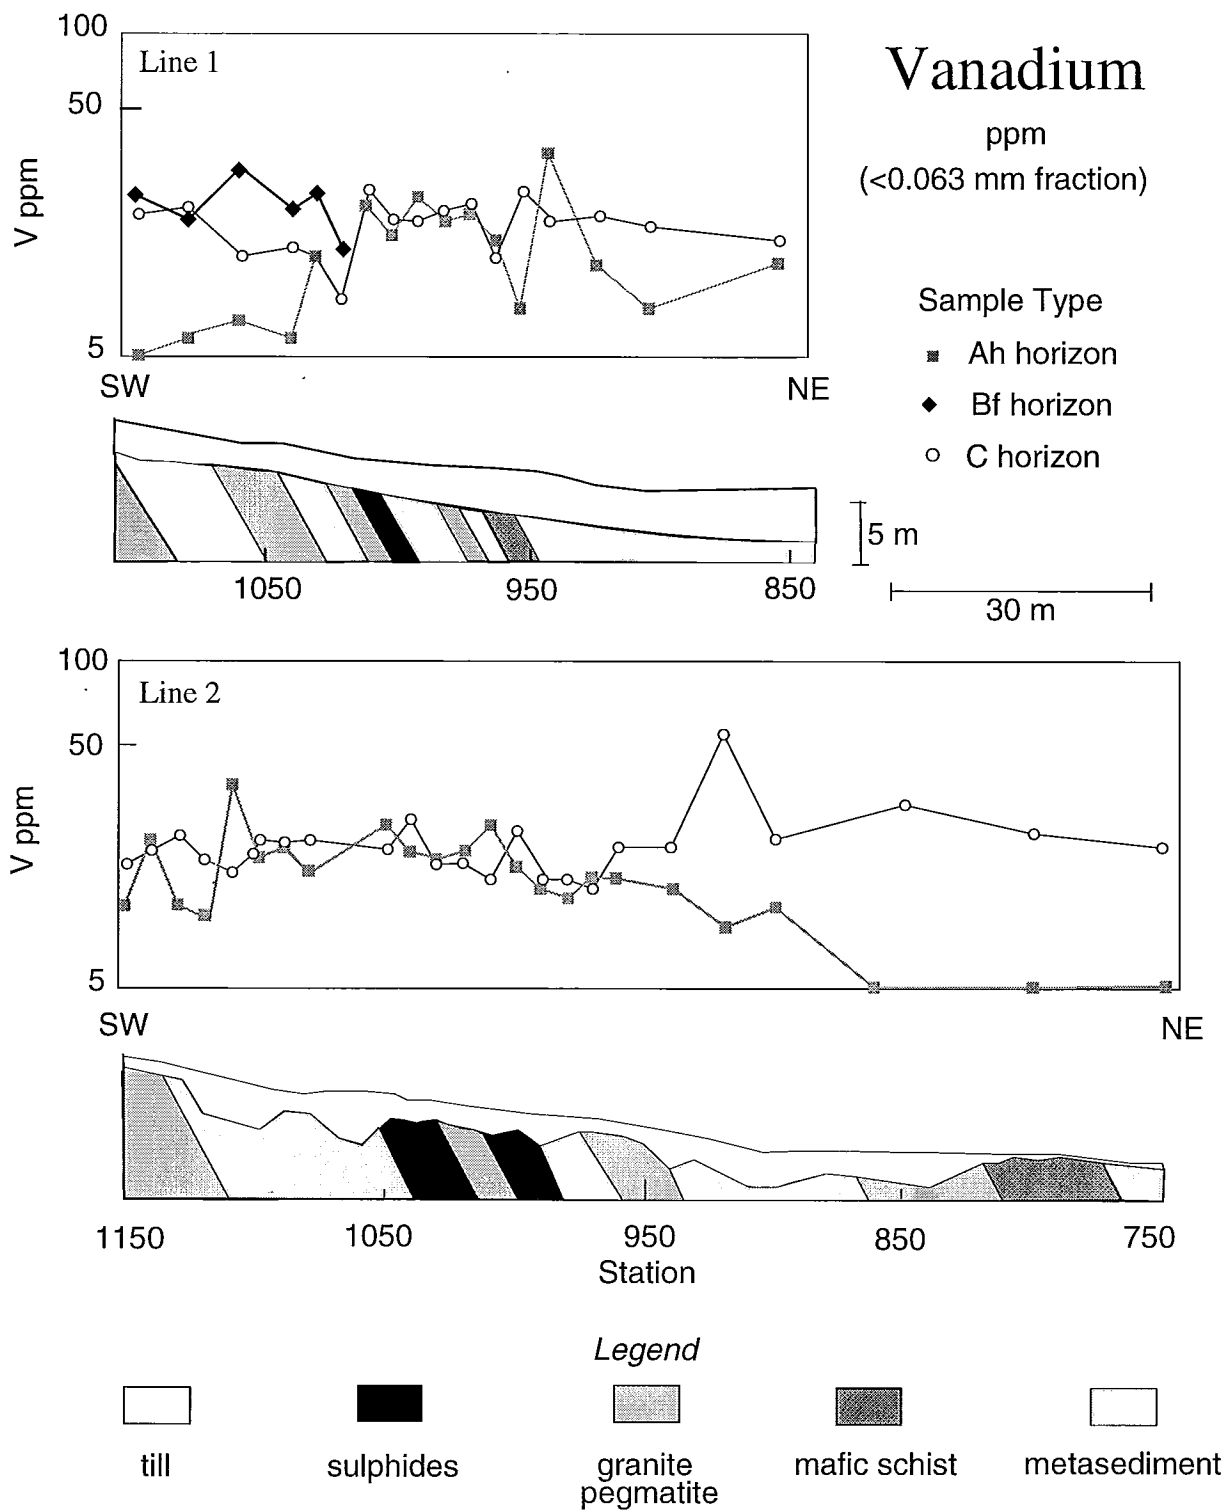 100
Line 1
50
V ppm
5
SW
NE
Vanadium
ppm
(<0.063 mm fraction)
Sample Type
Ah horizon
Bf horizon
C horizon
5 m
30 m
1050
950
850
100
Line 2
50
V ppm
5
SW
NE
1150
1050
950
850
750
Station
Legend
till
sulphides
granite
pegmatite
mafic schist
metasediment